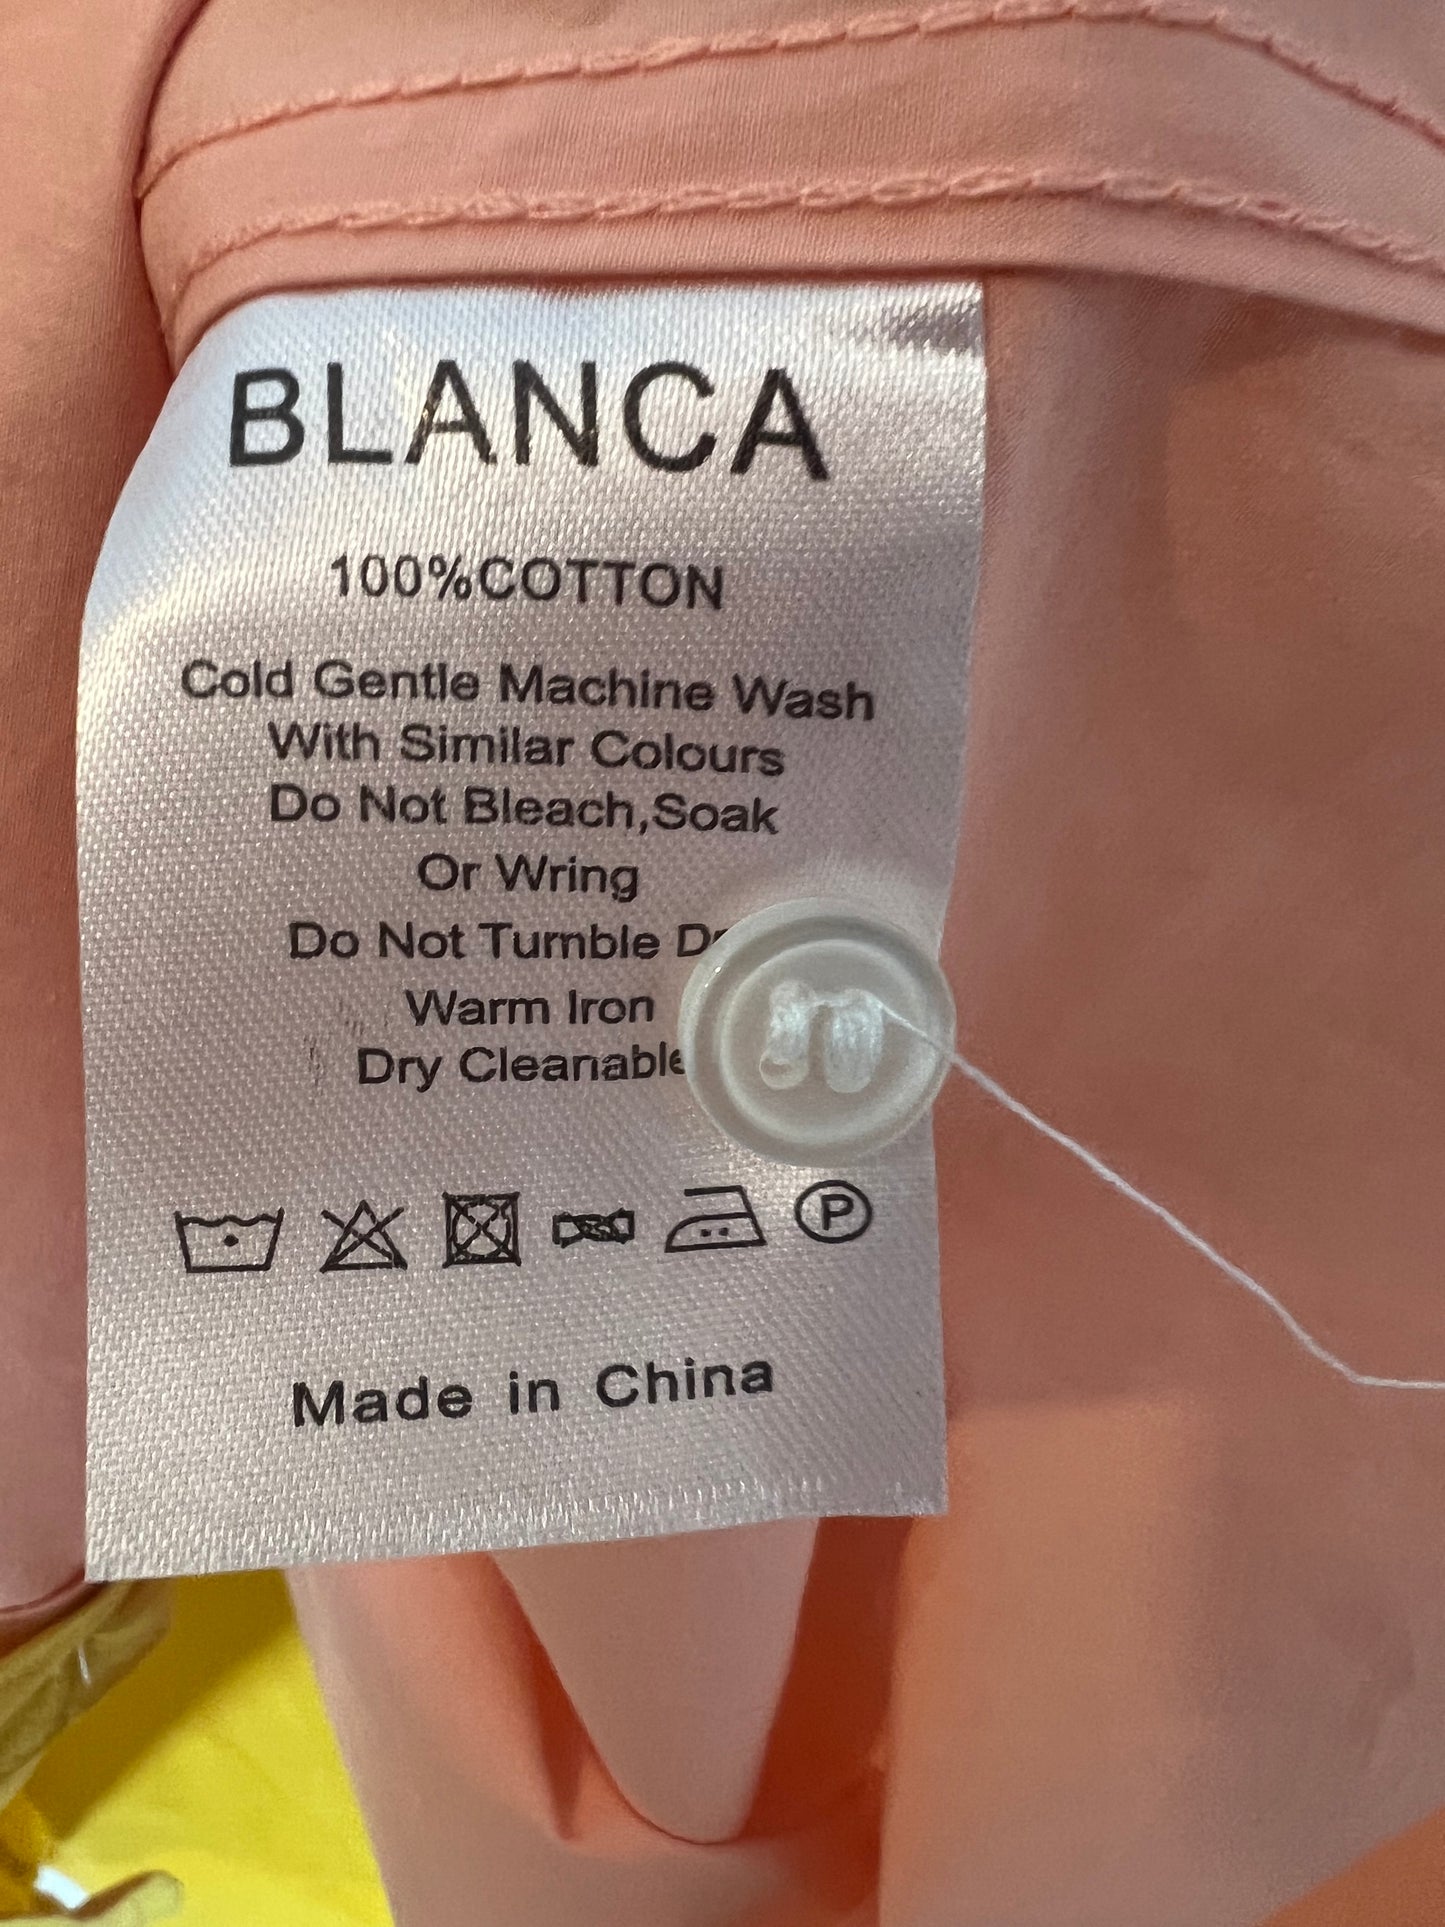 BLANCA
100%COTTON
Cold Gentle Machine Wash
With Similar Colours
Do Not Bleach,Soak
Or Wring
Do Not Tumble
Warm Iron
Dry Cleanable
P
Made in China